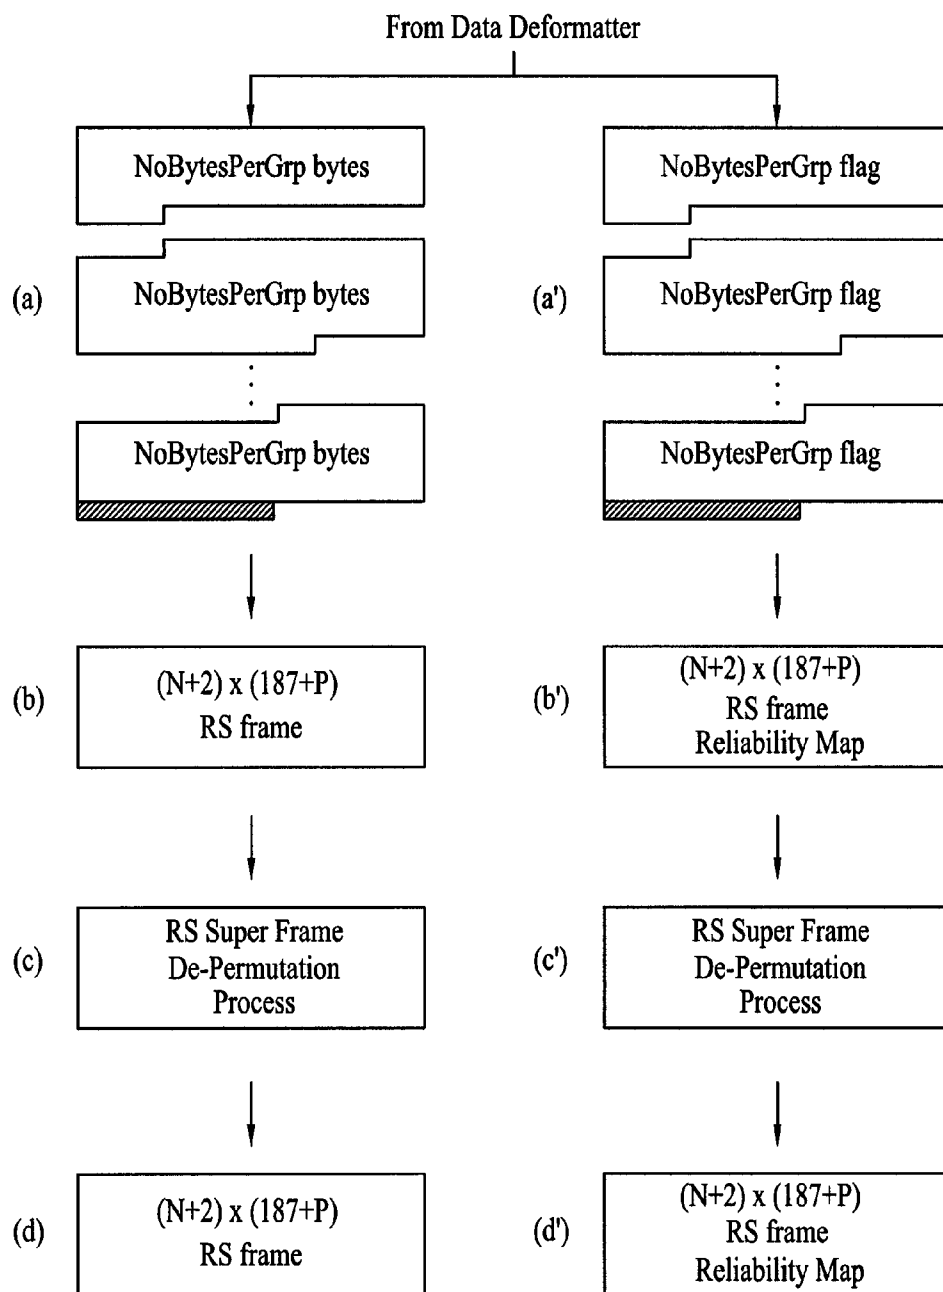 From Data Deformatter
NoBytesPerGrp bytes
NoBytesPerGrp flag
(a)
NoBytesPerGrp bytes
(a')
NoBytesPerGrp flag
NoBytesPerGrp bytes
NoBytesPerGrp flag
(b)
(N+2) x (187+P)
RS frame
(b')
(N+2) x (187+P)
RS frame
Reliability Map
(c)
RS Super Frame
De-Permutation
Process
(c')
RS Super Frame
De-Permutation
Process
(d)
(N+2) x (187+P)
RS frame
(d')
(N+2) x (187+P)
RS frame
Reliability Map